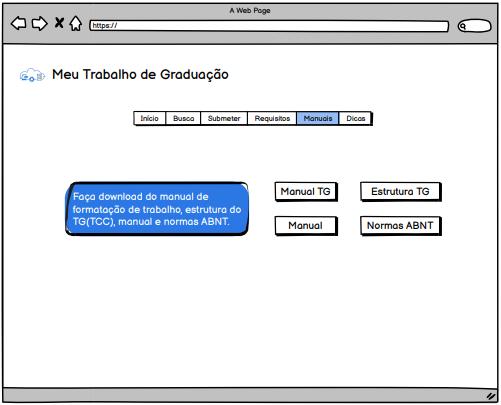 A Web Page
https://
Meu Trabalho de Graduação
Início Busca Submeter Requisitos Manuais Dicas
Faça download do manual de
formatação de trabalho, estrutura do
TG(TCC), manual e normas ABNT.
Manual TG Estrutura TG
Manual Normas ABNT